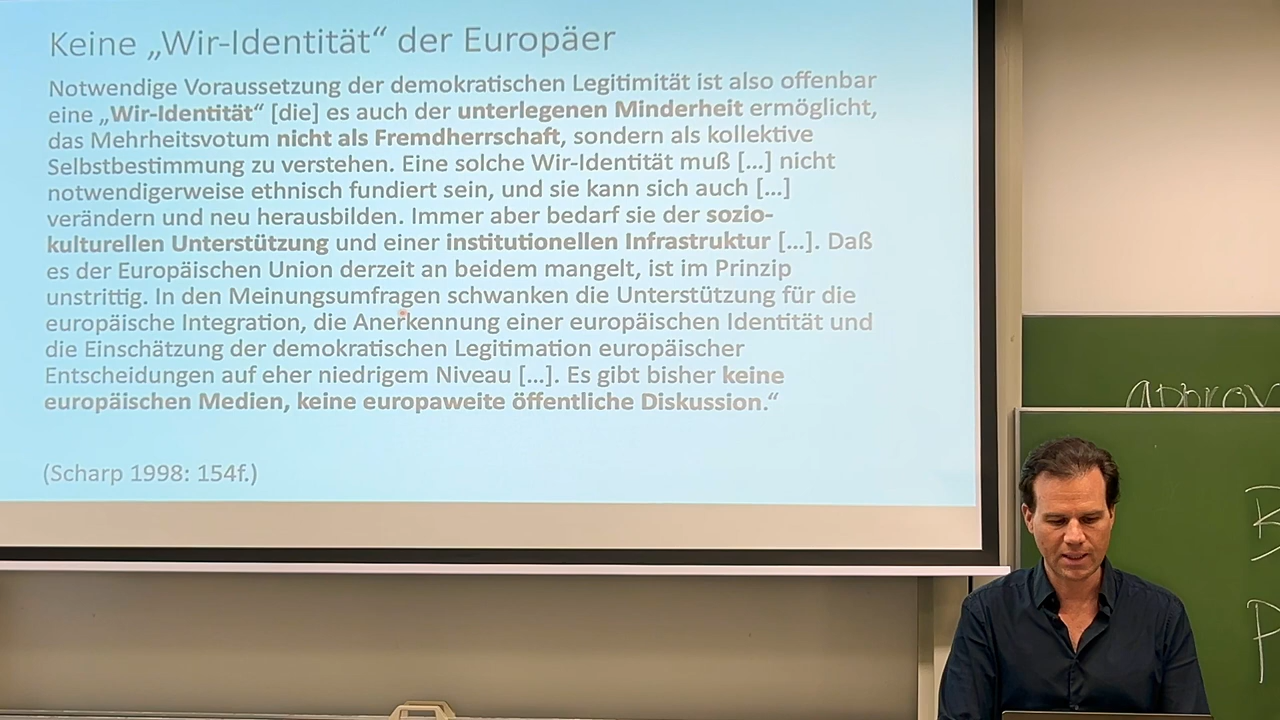 Keine „Wir-Identität“ der Europäer
Notwendige Voraussetzung der demokratischen Legitimität ist also offenbar
eine „Wir-Identität“ [die] es auch der unterlegenen Minderheit ermöglicht,
das Mehrheitsvotum nicht als Fremdherrschaft, sondern als kollektive
Selbstbestimmung zu verstehen. Eine solche Wir-Identität muß [...] nicht
notwendigerweise ethnisch fundiert sein, und sie kann sich auch [...]
verändern und neu herausbilden. Immer aber bedarf sie der sozio-
kulturellen Unterstützung und einer institutionellen Infrastruktur [...]. Daß
es der Europäischen Union derzeit an beidem mangelt, ist im Prinzip
unstrittig. In den Meinungsumfragen schwanken die Unterstützung für die
europäische Integration, die Anerkennung einer europäischen Identität und
die Einschätzung der demokratischen Legitimation europäischer
Entscheidungen auf eher niedrigem Niveau [...]. Es gibt bisher keine
europäischen Medien, keine europaweite öffentliche Diskussion.“
(Scharp 1998: 154f.)